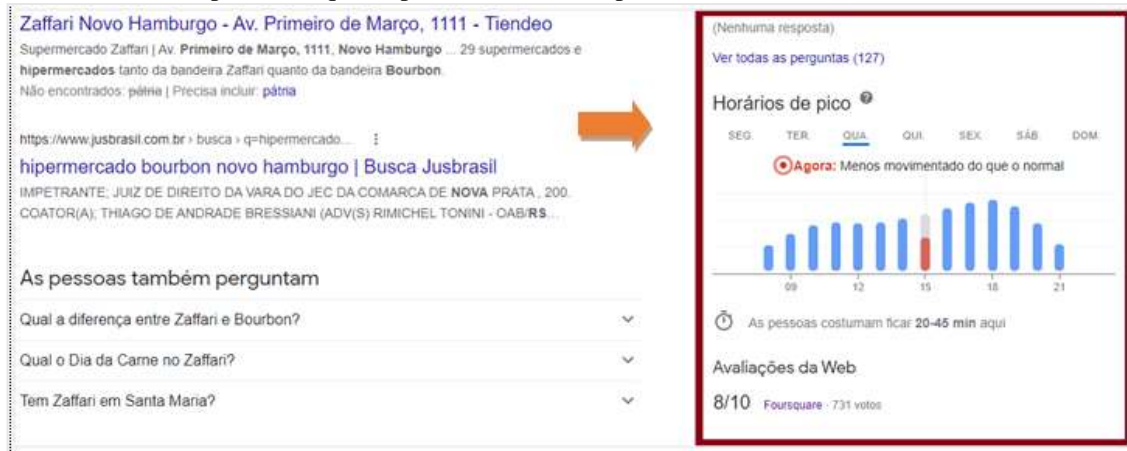 Zaffari Novo Hamburgo - Av. Primeiro de Março, 1111 - Tiendeo
Supermercado Zaffari | Av. Primeiro de Março, 1111, Novo Hamburgo ... 29 supermercados e
hipermercados tanto da bandeira Zaffari quanto da bandeira Bourbon.
Não encontrados: pátria | Precisa incluir: pátria
https://www.jusbrasil.com.br › busca › q=hipermercado...
hipermercado bourbon novo hamburgo | Busca Jusbrasil
IMPETRANTE; JUIZ DE DIREITO DA VARA DO JEC DA COMARCA DE NOVA PRATA , 200.
COATOR(A); THIAGO DE ANDRADE BRESSIANI (ADV(S) RIMICHEL TONINI - OAB/RS...
As pessoas também perguntam
Qual a diferença entre Zaffari e Bourbon?
Qual o Dia da Carne no Zaffari?
Tem Zaffari em Santa Maria?
(Nenhuma resposta)
Ver todas as perguntas (127)
Horários de pico
SEG. TER. QUA. QUI. SEX. SÁB. DOM.
Agora: Menos movimentado do que o normal
09 12 15 18 21
As pessoas costumam ficar 20-45 min aqui
Avaliações da Web
8/10 Foursquare · 731 votos